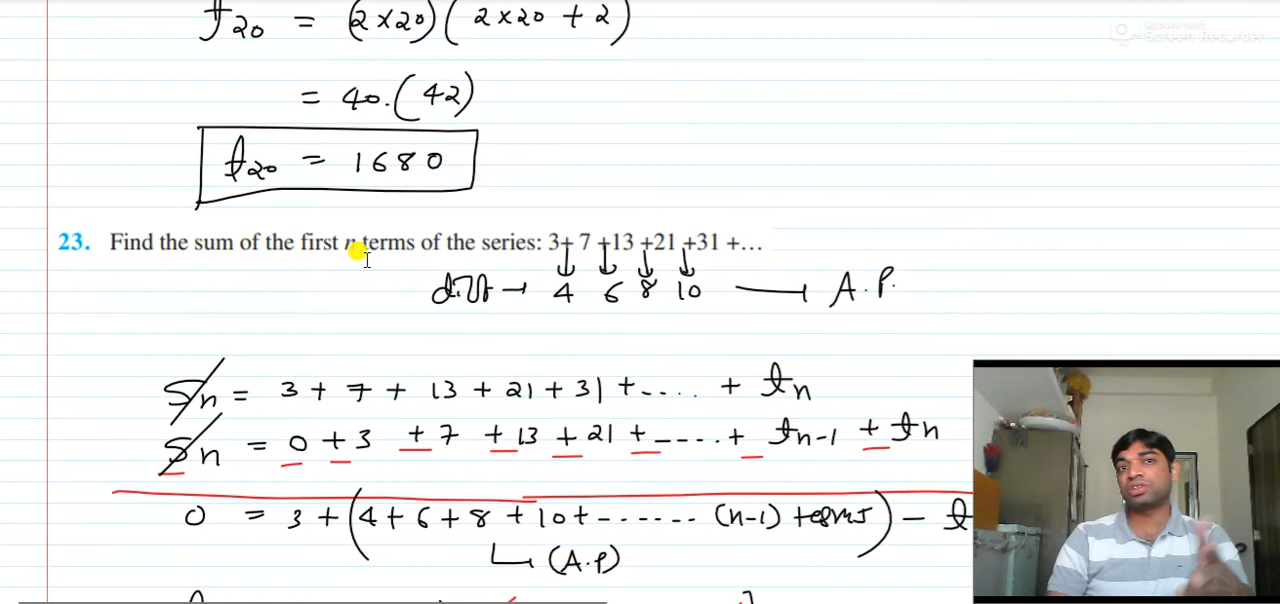 t20 = (2×20)(2×20+2)
= 40.(42)
t20 = 1680
23. Find the sum of the first n terms of the series: 3+ 7 +13 +21 +31 +…
diff → 4 6 8 10 → A.P.
Sn = 3 + 7 + 13 + 21 + 31 +.... + tn
Sn = 0 + 3 + 7 + 13 + 21 + ---- + tn-1 + tn
0 = 3 + (4+6+8+10+------ (n-1) terms) - t
↳ (A.P)